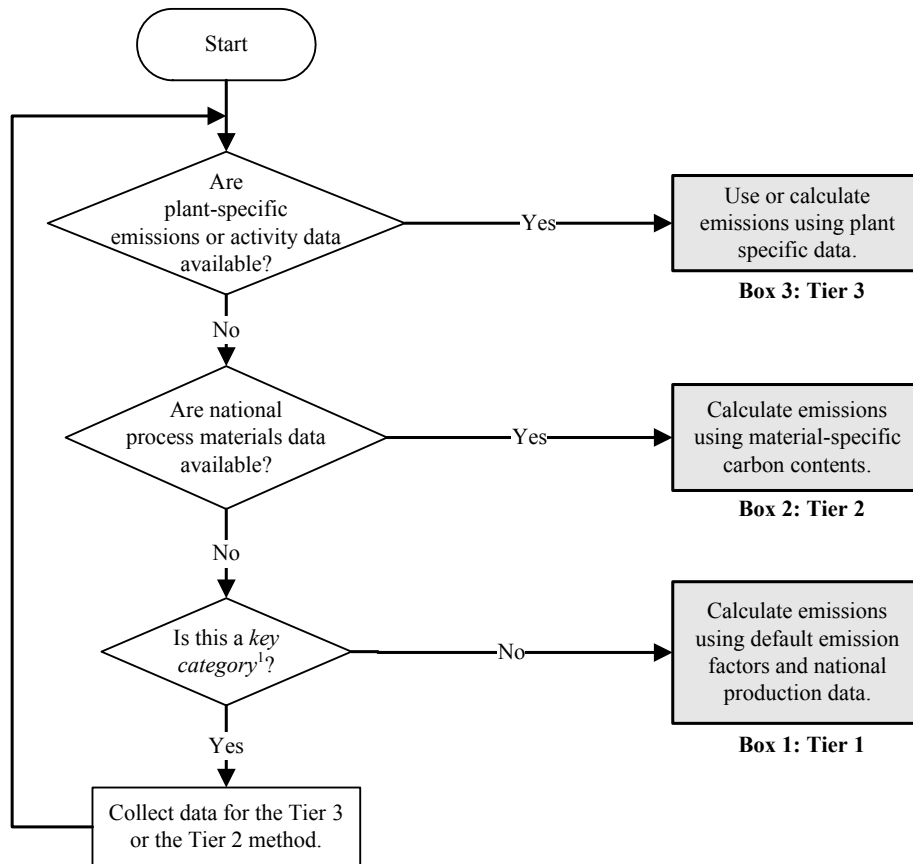 Start
Are
plant-specific
emissions or activity data
available?
Yes
Use or calculate
emissions using plant
specific data.
Box 3: Tier 3
No
Are national
process materials data
available?
Yes
Calculate emissions
using material-specific
carbon contents.
Box 2: Tier 2
No
Is this a key
category¹?
No
Calculate emissions
using default emission
factors and national
production data.
Box 1: Tier 1
Yes
Collect data for the Tier 3
or the Tier 2 method.